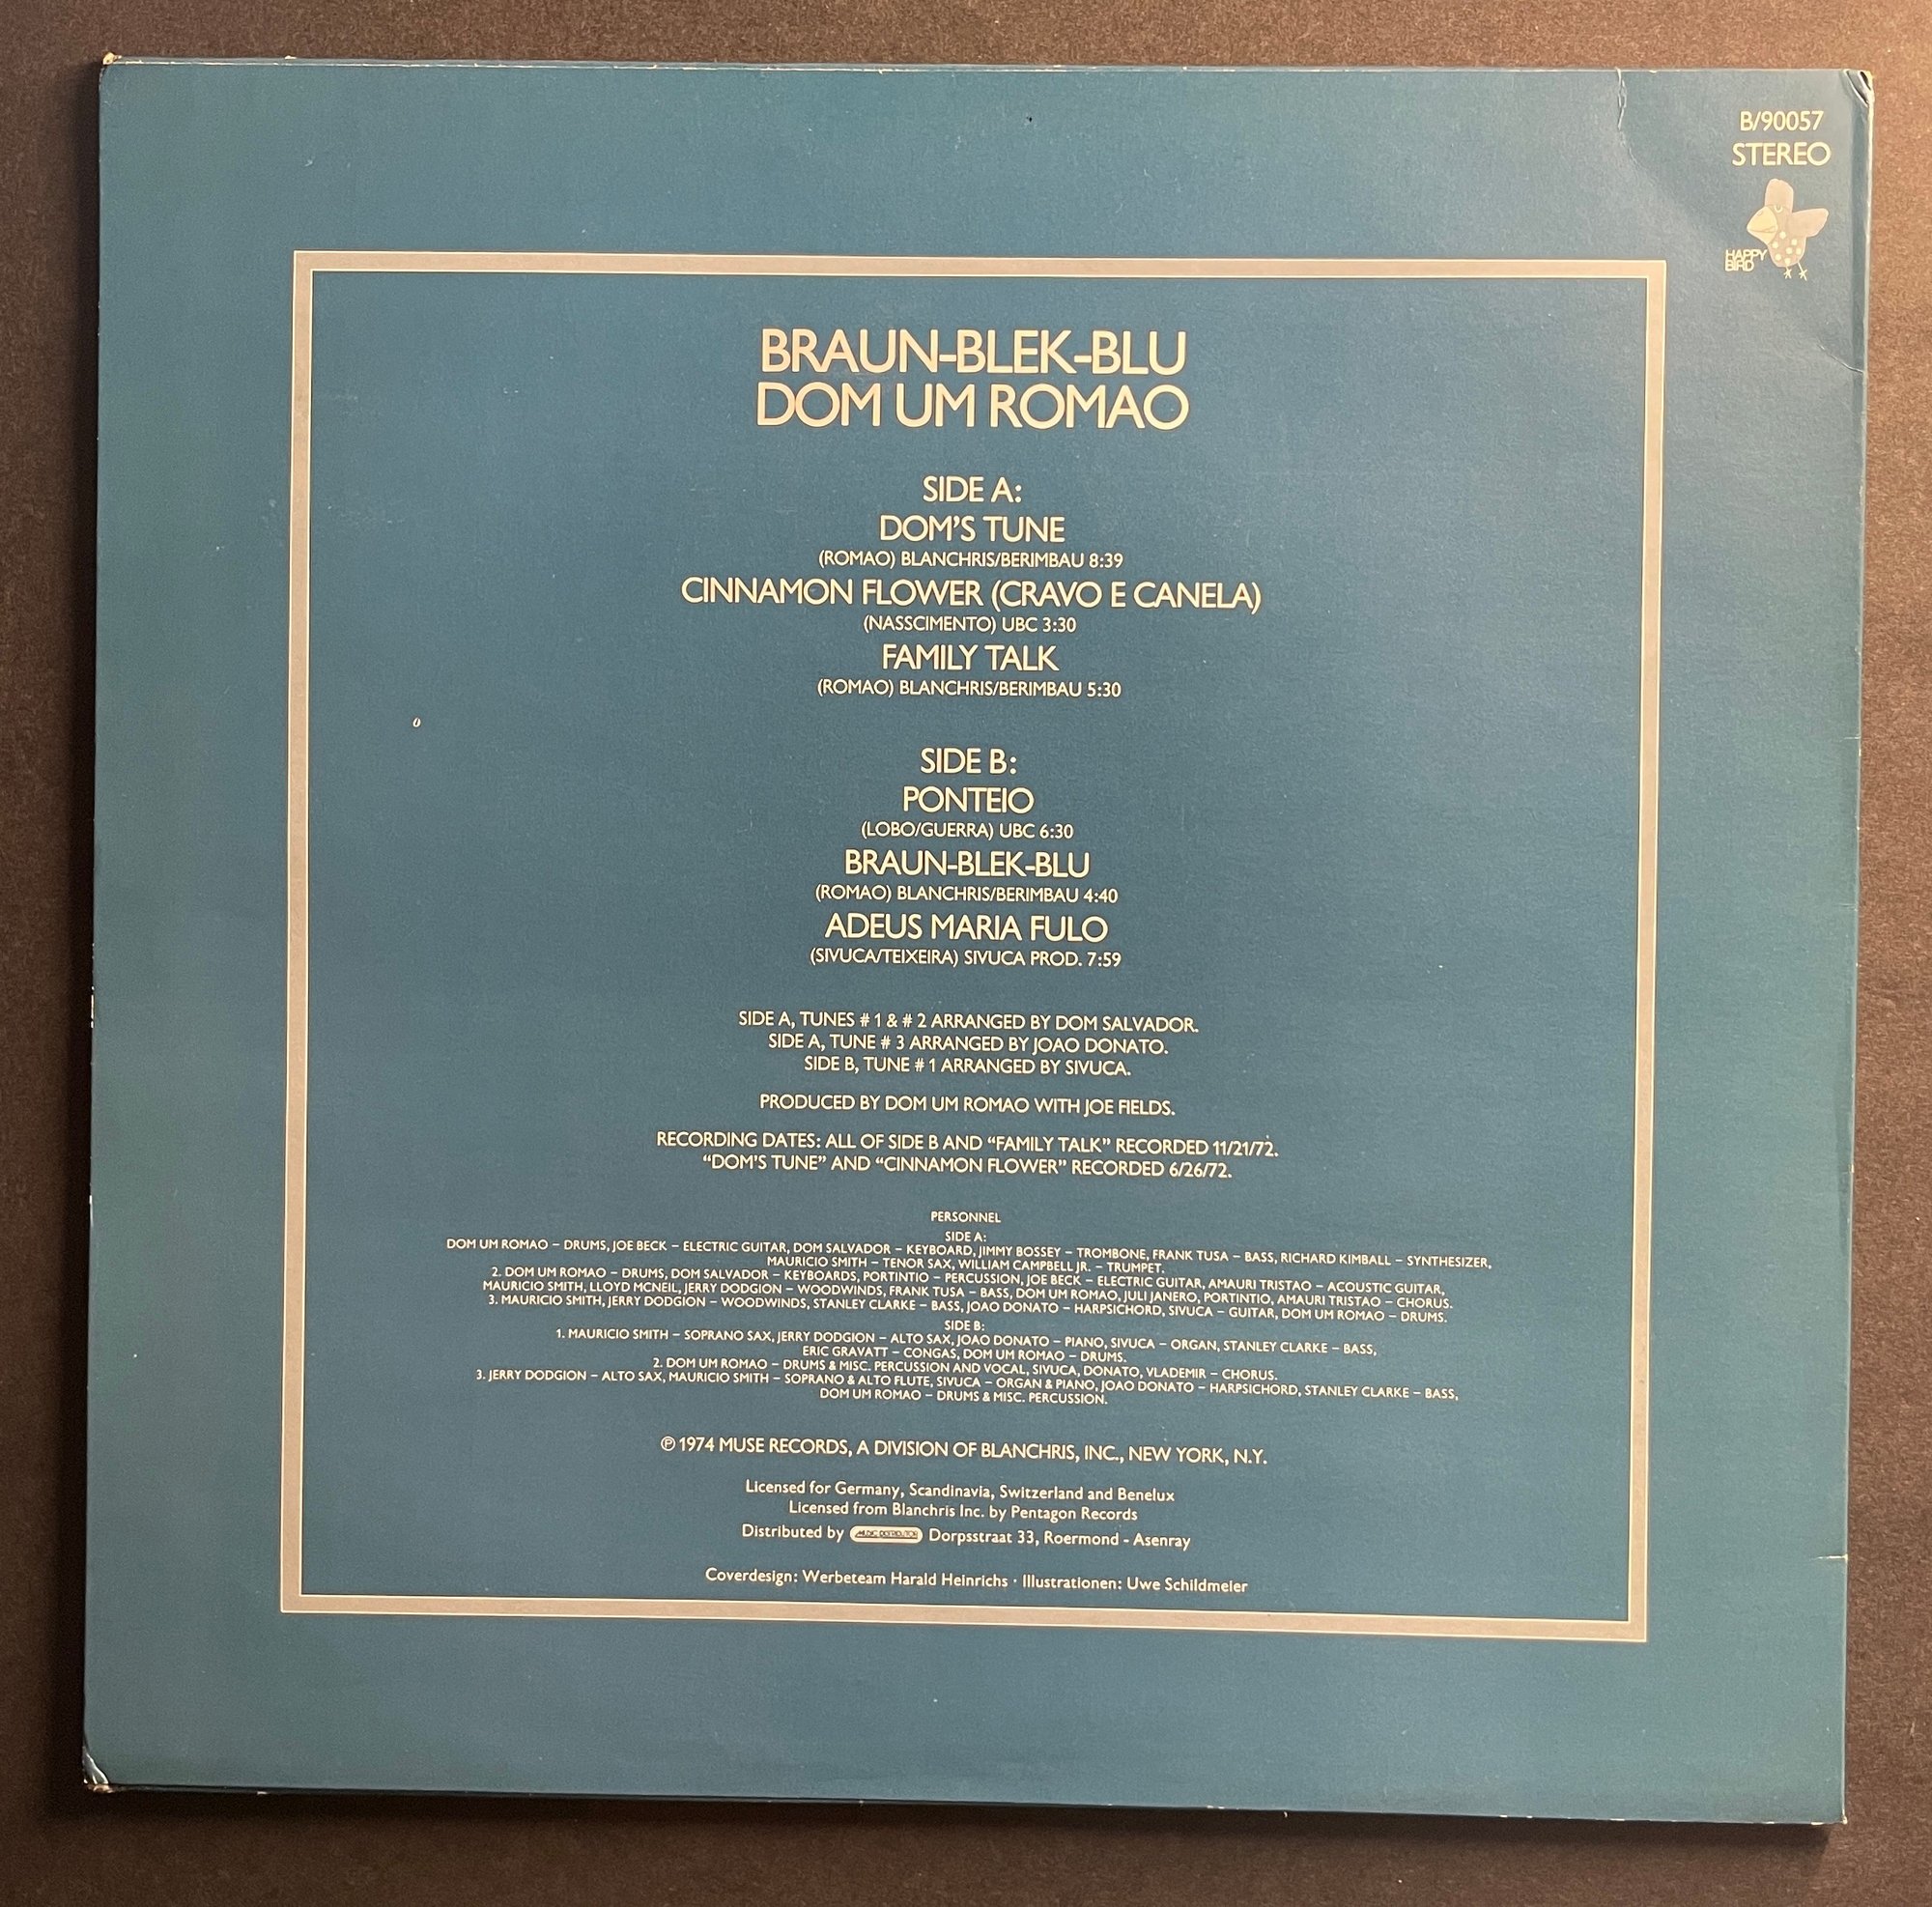 B/90057
STEREO
HAPPY
BIRD
BRAUN-BLEK-BLU
DOM UM ROMAO
SIDE A:
DOM'S TUNE
(ROMAO) BLANCHRIS/BERIMBAU 8:39
CINNAMON FLOWER (CRAVO E CANELA)
(NASSCIMENTO) UBC 3:30
FAMILY TALK
(ROMAO) BLANCHRIS/BERIMBAU 5:30
SIDE B:
PONTEIO
(LOBO/GUERRA) UBC 6:30
BRAUN-BLEK-BLU
(ROMAO) BLANCHRIS/BERIMBAU 4:40
ADEUS MARIA FULO
(SIVUCA/TEIXEIRA) SIVUCA PROD. 7:59
SIDE A, TUNES # 1 & # 2 ARRANGED BY DOM SALVADOR.
SIDE A, TUNE # 3 ARRANGED BY JOAO DONATO.
SIDE B, TUNE # 1 ARRANGED BY SIVUCA.
PRODUCED BY DOM UM ROMAO WITH JOE FIELDS.
RECORDING DATES: ALL OF SIDE B AND “FAMILY TALK” RECORDED 11/21/72.
“DOM'S TUNE” AND “CINNAMON FLOWER” RECORDED 6/26/72.
PERSONNEL
SIDE A:
DOM UM ROMAO – DRUMS, JOE BECK – ELECTRIC GUITAR, DOM SALVADOR – KEYBOARD, JIMMY BOSSEY – TROMBONE, FRANK TUSA – BASS, RICHARD KIMBALL – SYNTHESIZER,
MAURICIO SMITH – TENOR SAX, WILLIAM CAMPBELL JR. – TRUMPET.
2. DOM UM ROMAO – DRUMS, DOM SALVADOR – KEYBOARDS, PORTINTIO – PERCUSSION, JOE BECK – ELECTRIC GUITAR, AMAURI TRISTAO – ACOUSTIC GUITAR,
MAURICIO SMITH, LLOYD MCNEIL, JERRY DODGION – WOODWINDS, FRANK TUSA – BASS, DOM UM ROMAO, JULI JANERO, PORTINTIO, AMAURI TRISTAO – CHORUS.
3. MAURICIO SMITH, JERRY DODGION – WOODWINDS, STANLEY CLARKE – BASS, JOAO DONATO – HARPSICHORD, SIVUCA – GUITAR, DOM UM ROMAO – DRUMS.
SIDE B:
1. MAURICIO SMITH – SOPRANO SAX, JERRY DODGION – ALTO SAX, JOAO DONATO – PIANO, SIVUCA – ORGAN, STANLEY CLARKE – BASS,
ERIC GRAVATT – CONGAS, DOM UM ROMAO – DRUMS.
2. DOM UM ROMAO – DRUMS & MISC. PERCUSSION AND VOCAL, SIVUCA, DONATO, VLADEMIR – CHORUS.
3. JERRY DODGION – ALTO SAX, MAURICIO SMITH – SOPRANO & ALTO FLUTE, SIVUCA – ORGAN & PIANO, JOAO DONATO – HARPSICHORD, STANLEY CLARKE – BASS,
DOM UM ROMAO – DRUMS & MISC. PERCUSSION.
℗ 1974 MUSE RECORDS, A DIVISION OF BLANCHRIS, INC., NEW YORK, N.Y.
Licensed for Germany, Scandinavia, Switzerland and Benelux
Licensed from Blanchris Inc. by Pentagon Records
Distributed by Dorpsstraat 33, Roermond - Asenray
Coverdesign: Werbeteam Harald Heinrichs · Illustrationen: Uwe Schildmeier